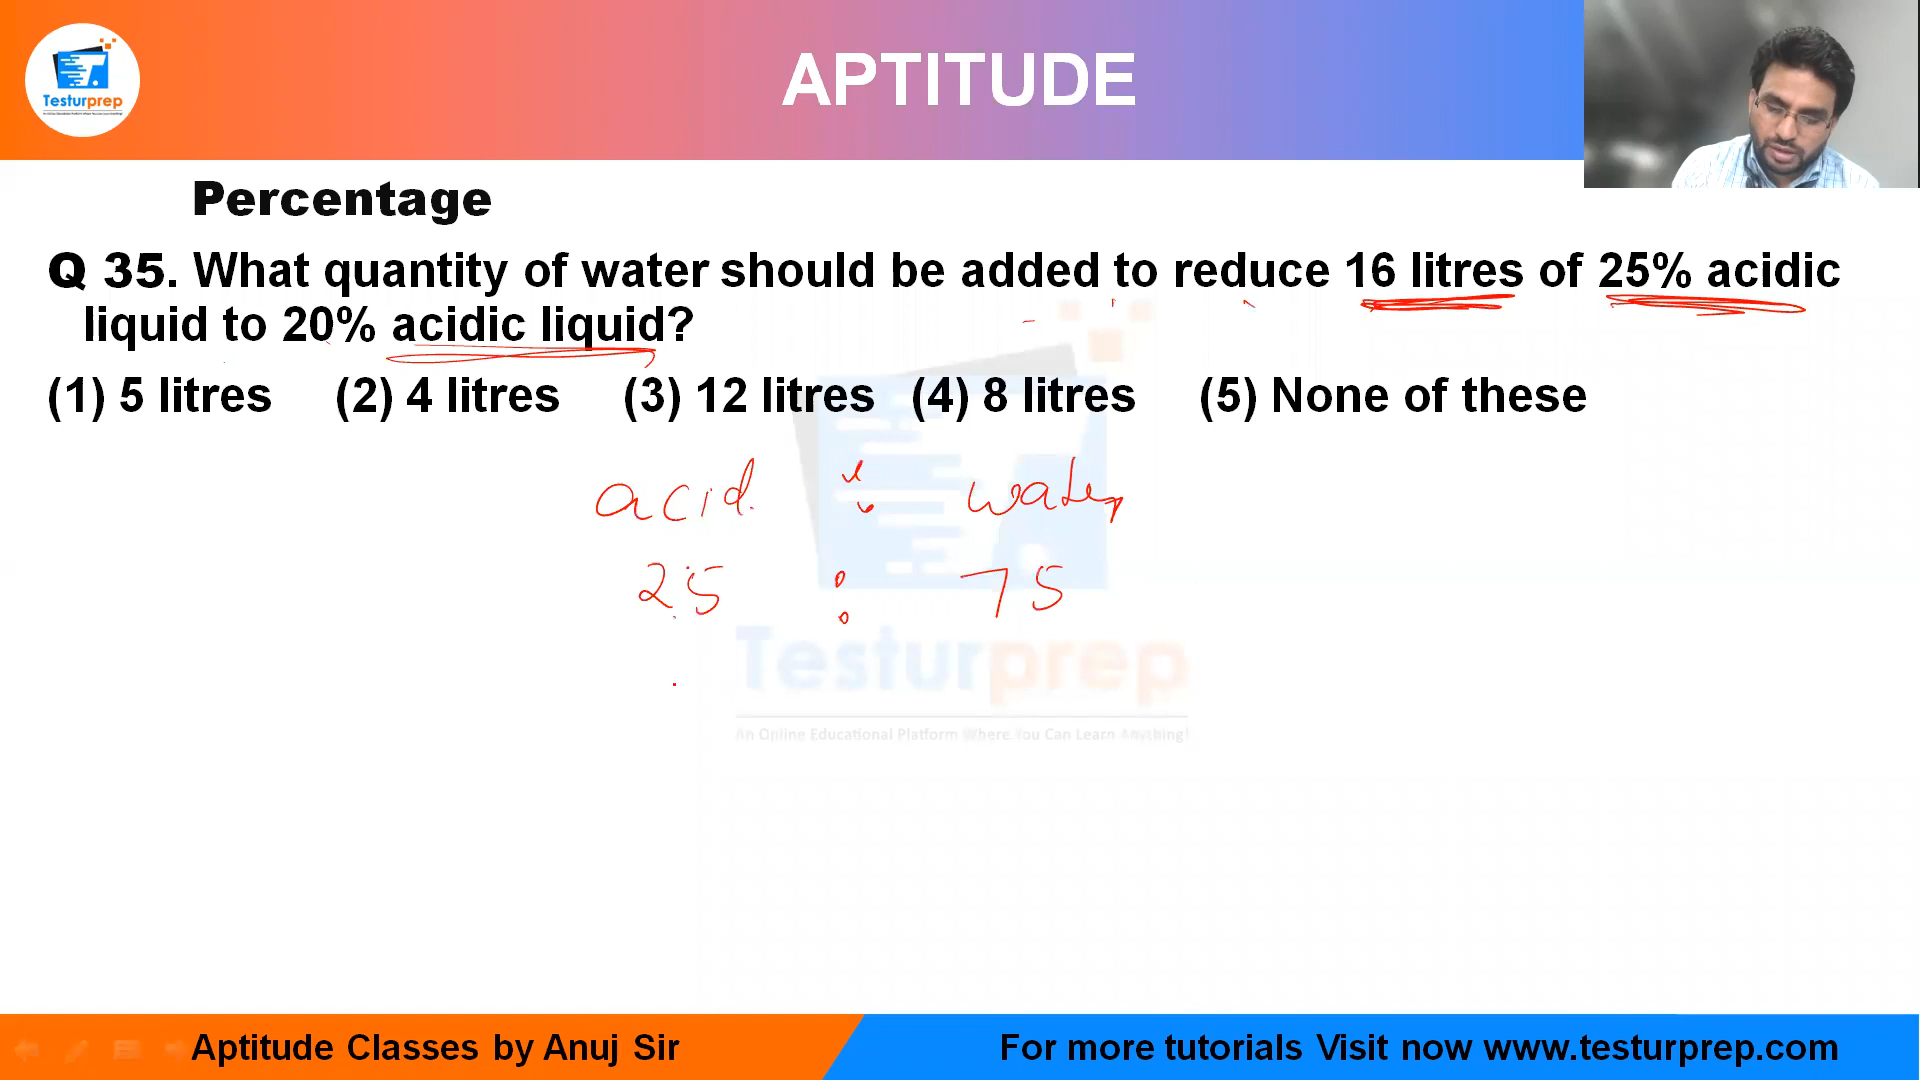 Testurprep
APTITUDE
Percentage
Q 35. What quantity of water should be added to reduce 16 litres of 25% acidic
liquid to 20% acidic liquid?
(1) 5 litres (2) 4 litres (3) 12 litres (4) 8 litres (5) None of these
acid : water
25 : 75
Testurprep
An Online Educational Platform Where You Can Learn Anything!
Aptitude Classes by Anuj Sir
For more tutorials Visit now www.testurprep.com